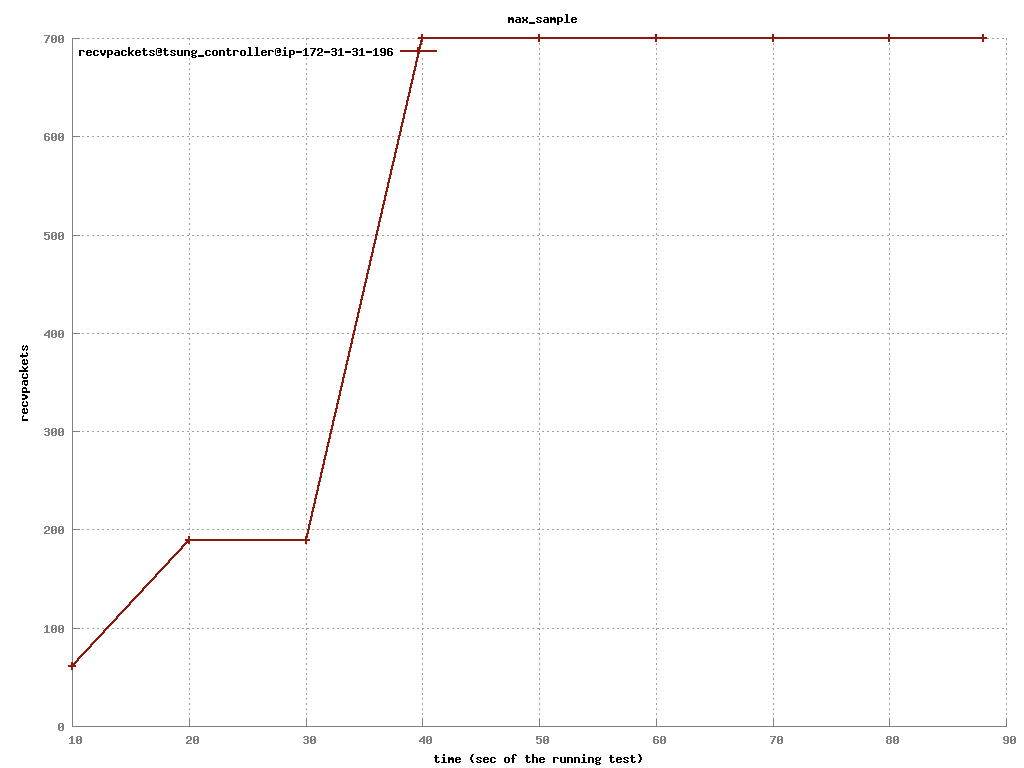 max_sample
700
recvpackets@tsung_controller@ip-172-31-31-196
600
500
400
recvpackets
300
200
100
0
10 20 30 40 50 60 70 80 90
time (sec of the running test)